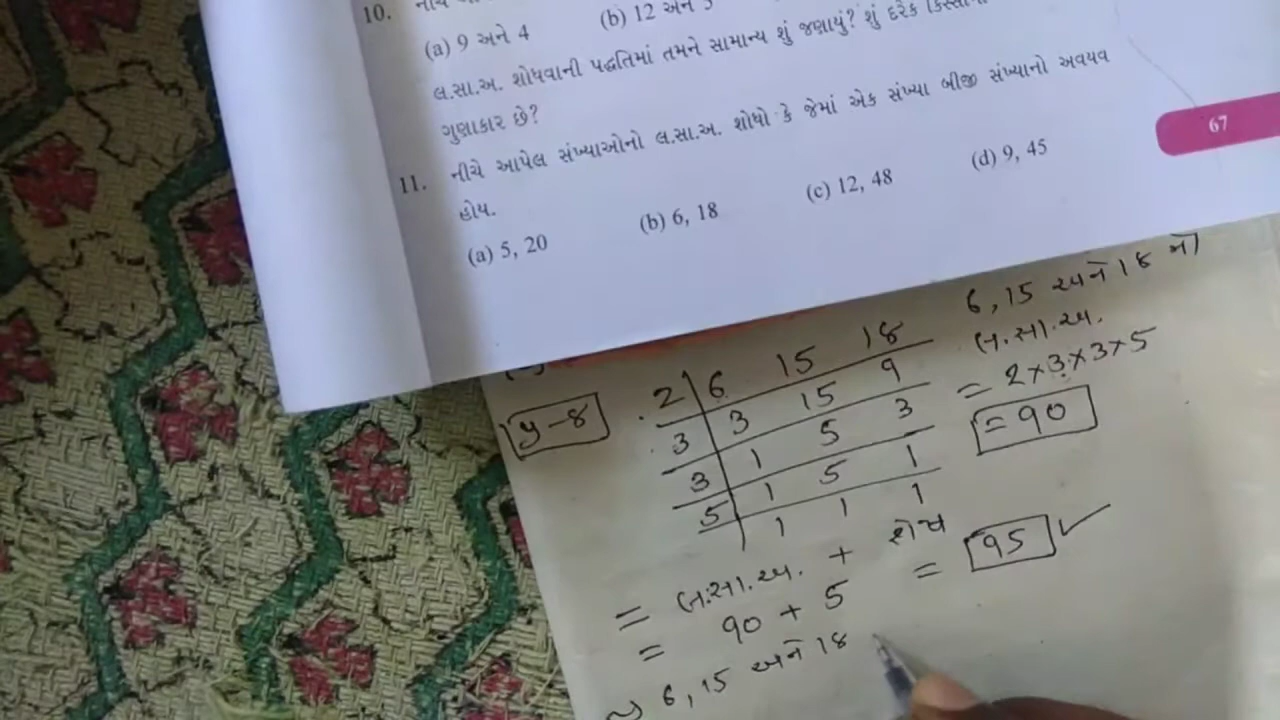 10. નીચે
(a) 9 અને 4 (b) 12 અને 5
લ.સા.અ. શોધવાની પદ્ધતિમાં તમને સામાન્ય શું જણાયું? શું દરેક કિસ્સામાં
ગુણાકાર છે?
11. નીચે આપેલ સંખ્યાઓનો લ.સા.અ. શોધો કે જેમાં એક સંખ્યા બીજી સંખ્યાનો અવયવ
હોય.
(a) 5, 20 (b) 6, 18 (c) 12, 48 (d) 9, 45
67
y-8
2 6 15 18
3 3 15 9
3 1 5 3
5 1 5 1
1 1 1
6, 15 અને 18 નો
લ.સા.અ.
= 2×3×3×5
= 90
= લ.સા.અ. + શેષ
= 90 + 5 = 95 ✓
6, 15 અને 18